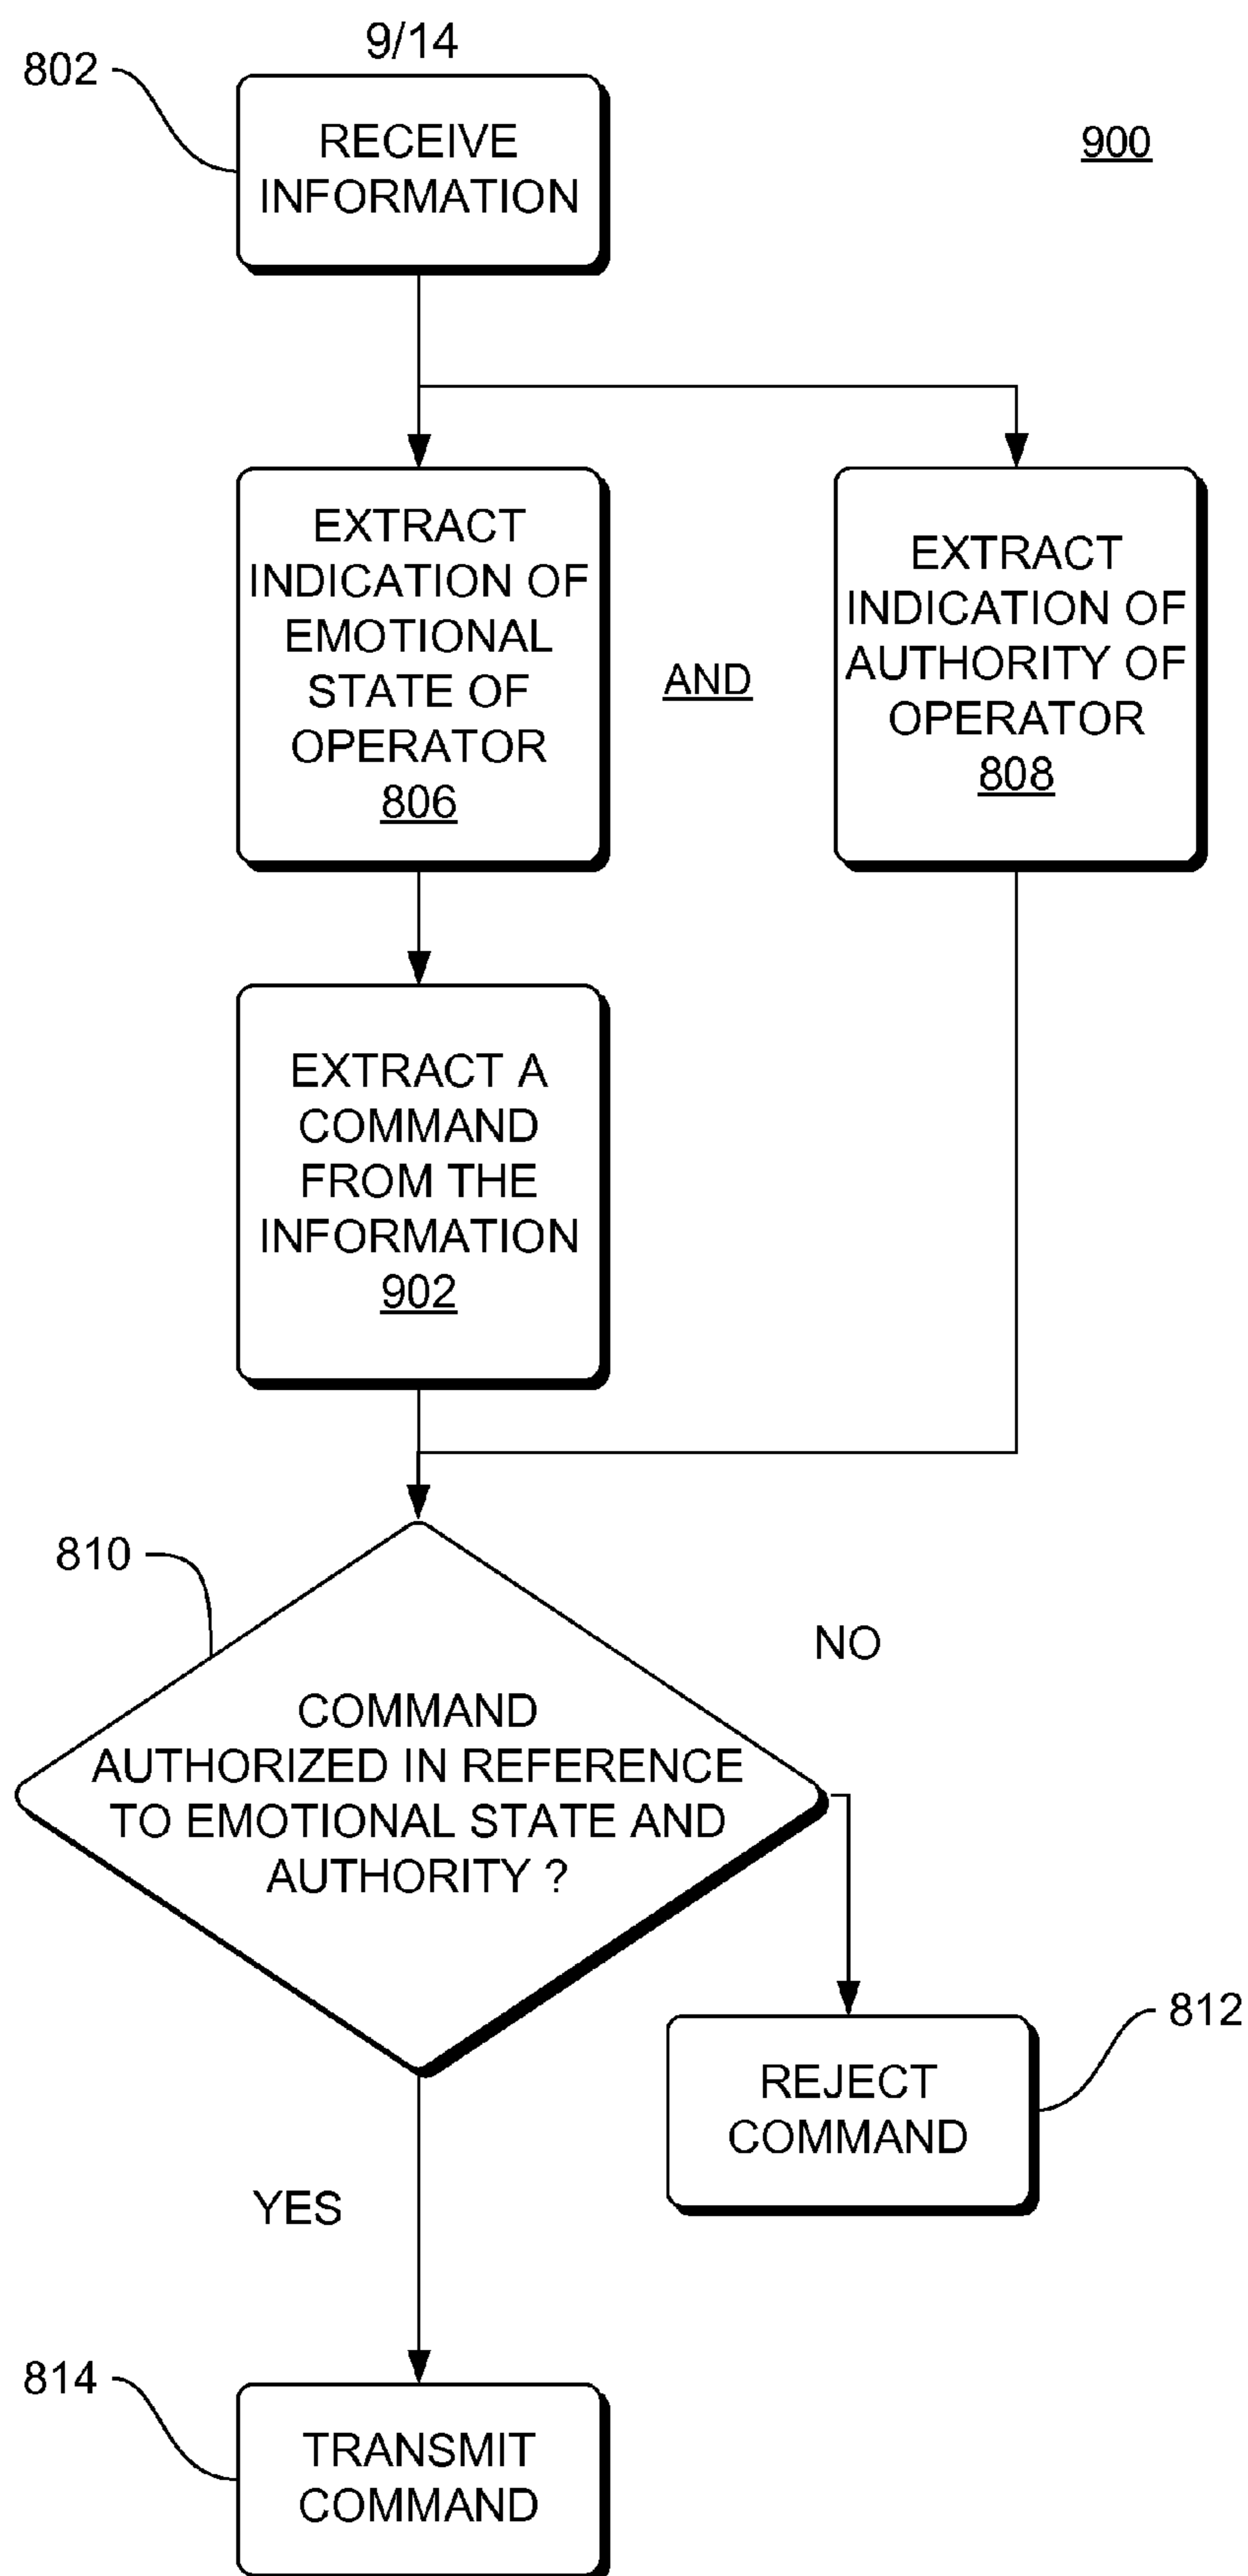 9/14
802
RECEIVE
INFORMATION
900
EXTRACT
INDICATION OF
EMOTIONAL
STATE OF
OPERATOR
806
AND
EXTRACT
INDICATION OF
AUTHORITY OF
OPERATOR
808
EXTRACT A
COMMAND
FROM THE
INFORMATION
902
810
COMMAND
AUTHORIZED IN REFERENCE
TO EMOTIONAL STATE AND
AUTHORITY ?
NO
812
REJECT
COMMAND
YES
814
TRANSMIT
COMMAND